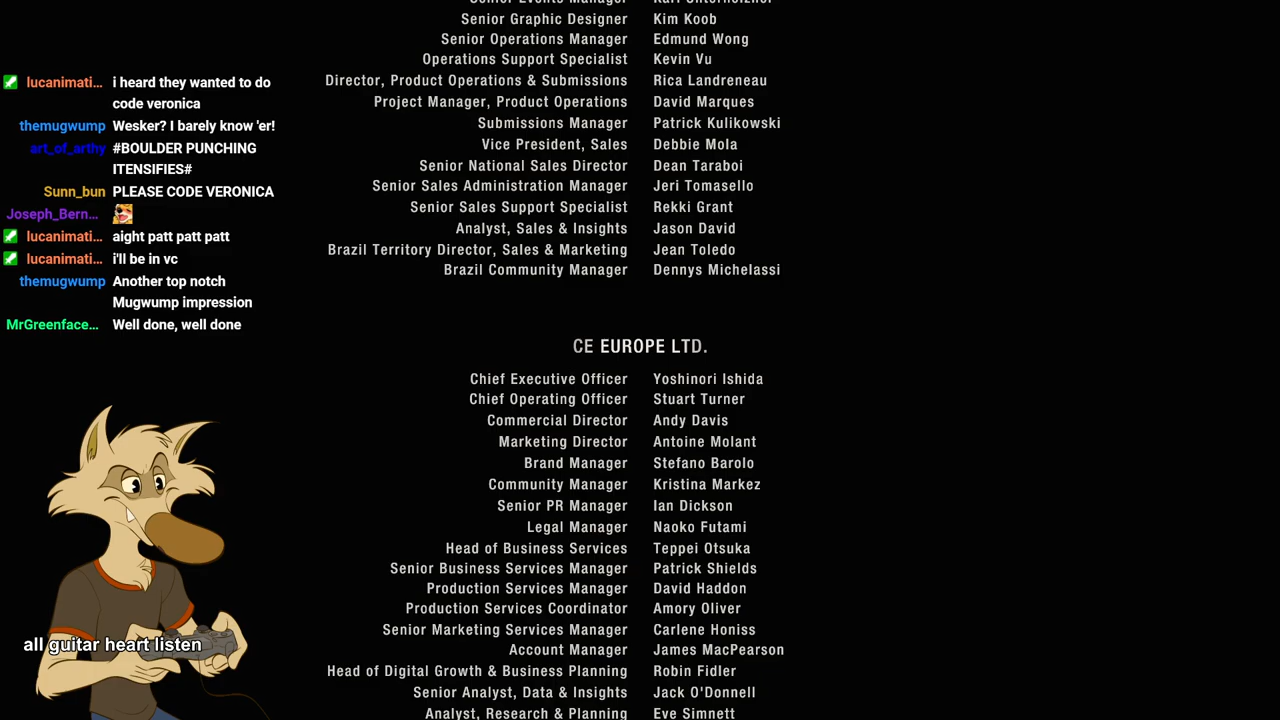 lucanimati... i heard they wanted to do
code veronica
themugwump Wesker? I barely know 'er!
art_of_arthy #BOULDER PUNCHING
ITENSIFIES#
Sunn_bun PLEASE CODE VERONICA
Joseph_Bern...
lucanimati... aight patt patt patt
lucanimati... i'll be in vc
themugwump Another top notch
Mugwump impression
MrGreenface... Well done, well done
all guitar heart listen
Senior Graphic Designer Kim Koob
Senior Operations Manager Edmund Wong
Operations Support Specialist Kevin Vu
Director, Product Operations & Submissions Rica Landreneau
Project Manager, Product Operations David Marques
Submissions Manager Patrick Kulikowski
Vice President, Sales Debbie Mola
Senior National Sales Director Dean Taraboi
Senior Sales Administration Manager Jeri Tomasello
Senior Sales Support Specialist Rekki Grant
Analyst, Sales & Insights Jason David
Brazil Territory Director, Sales & Marketing Jean Toledo
Brazil Community Manager Dennys Michelassi
CE EUROPE LTD.
Chief Executive Officer Yoshinori Ishida
Chief Operating Officer Stuart Turner
Commercial Director Andy Davis
Marketing Director Antoine Molant
Brand Manager Stefano Barolo
Community Manager Kristina Markez
Senior PR Manager Ian Dickson
Legal Manager Naoko Futami
Head of Business Services Teppei Otsuka
Senior Business Services Manager Patrick Shields
Production Services Manager David Haddon
Production Services Coordinator Amory Oliver
Senior Marketing Services Manager Carlene Honiss
Account Manager James MacPearson
Head of Digital Growth & Business Planning Robin Fidler
Senior Analyst, Data & Insights Jack O'Donnell
Analyst, Research & Planning Eve Simnett